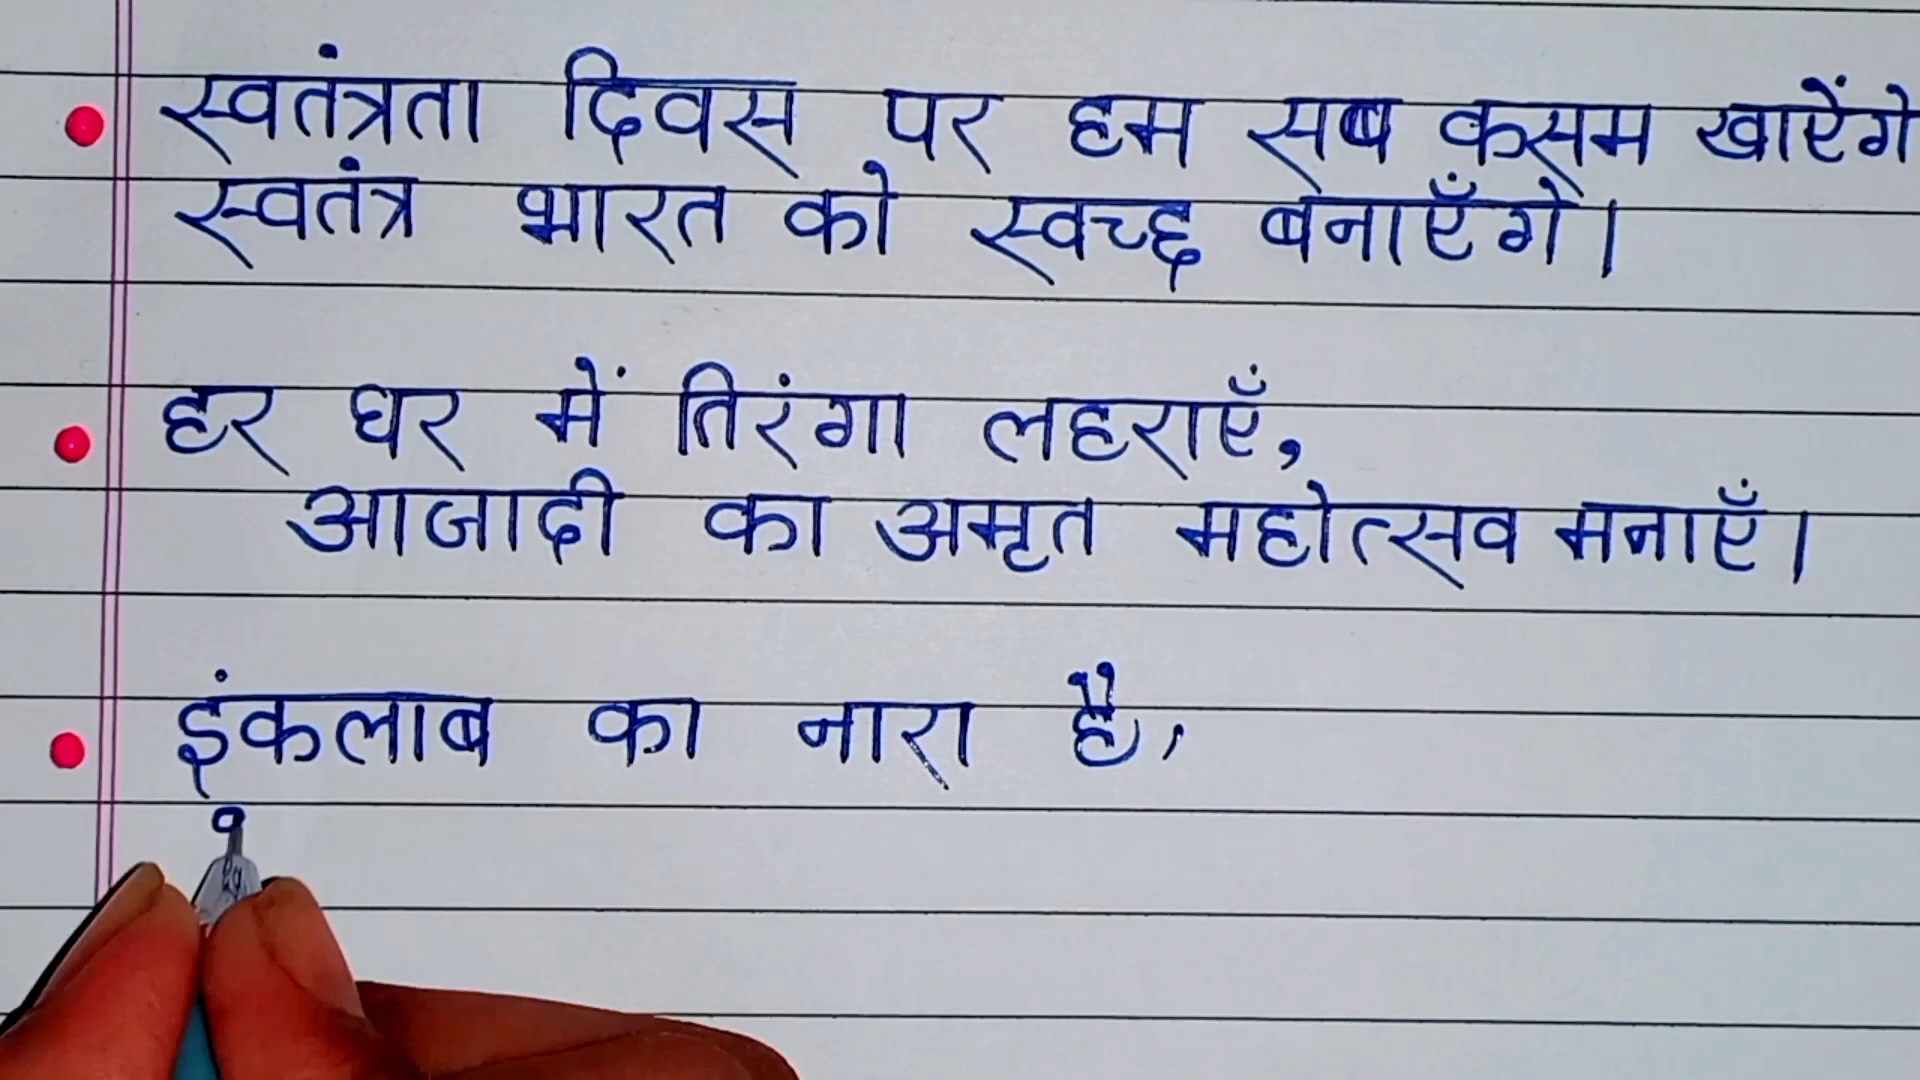 स्वतंत्रता दिवस पर हम सब कसम खाऐंगे
स्वतंत्र भारत को स्वच्छ बनाएँगे।
हर घर में तिरंगा लहराएँ,
आजादी का अमृत महोत्सव मनाएँ।
इंकलाब का नारा है,